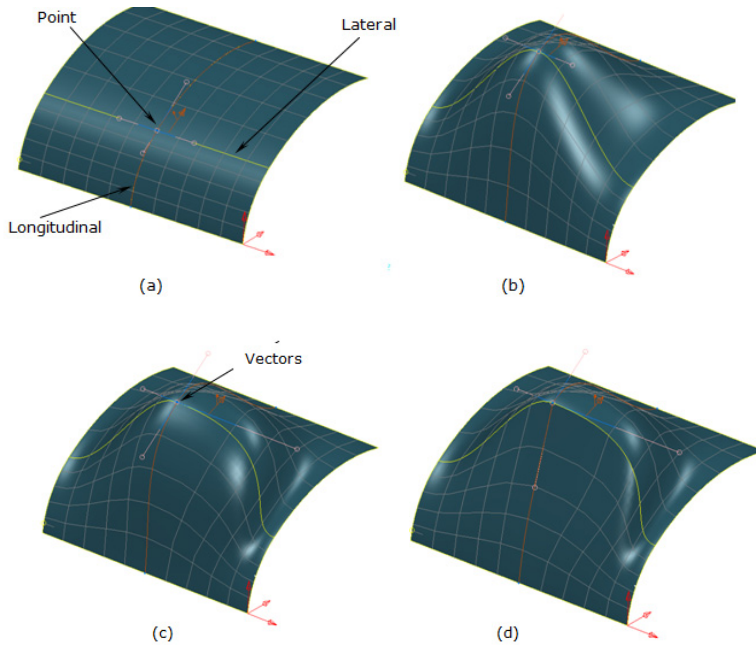 Point
Lateral
Longitudinal
(a)
(b)
Vectors
(c)
(d)